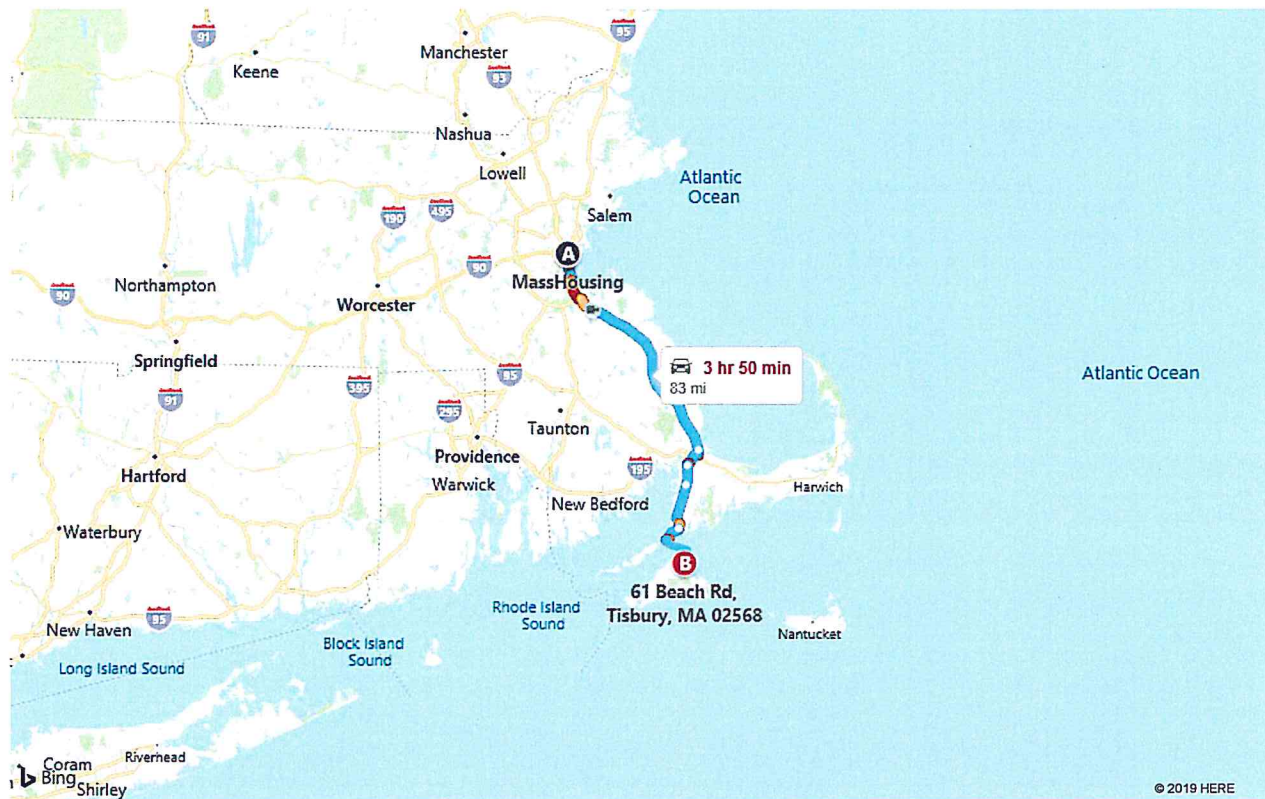 91
95
Manchester
Keene
93
Nashua
Lowell
Atlantic
Ocean
190
495
Salem
A
90
MassHousing
Northampton
90
Worcester
Springfield
3 hr 50 min
83 mi
Atlantic Ocean
95
395
91
295
Taunton
Providence
Hartford
195
Warwick
Harwich
New Bedford
Waterbury
B
61 Beach Rd,
Tisbury, MA 02568
Rhode Island
Sound
95
New Haven
Nantucket
Block Island
Sound
Long Island Sound
Riverhead
Coram
Bing
Shirley
© 2019 HERE